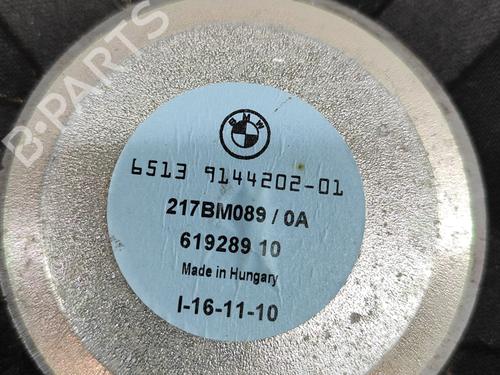 B-PARTS
BMW
6513 9144202-01
217BM089 / 0A
619289 10
Made in Hungary
I-16-11-10